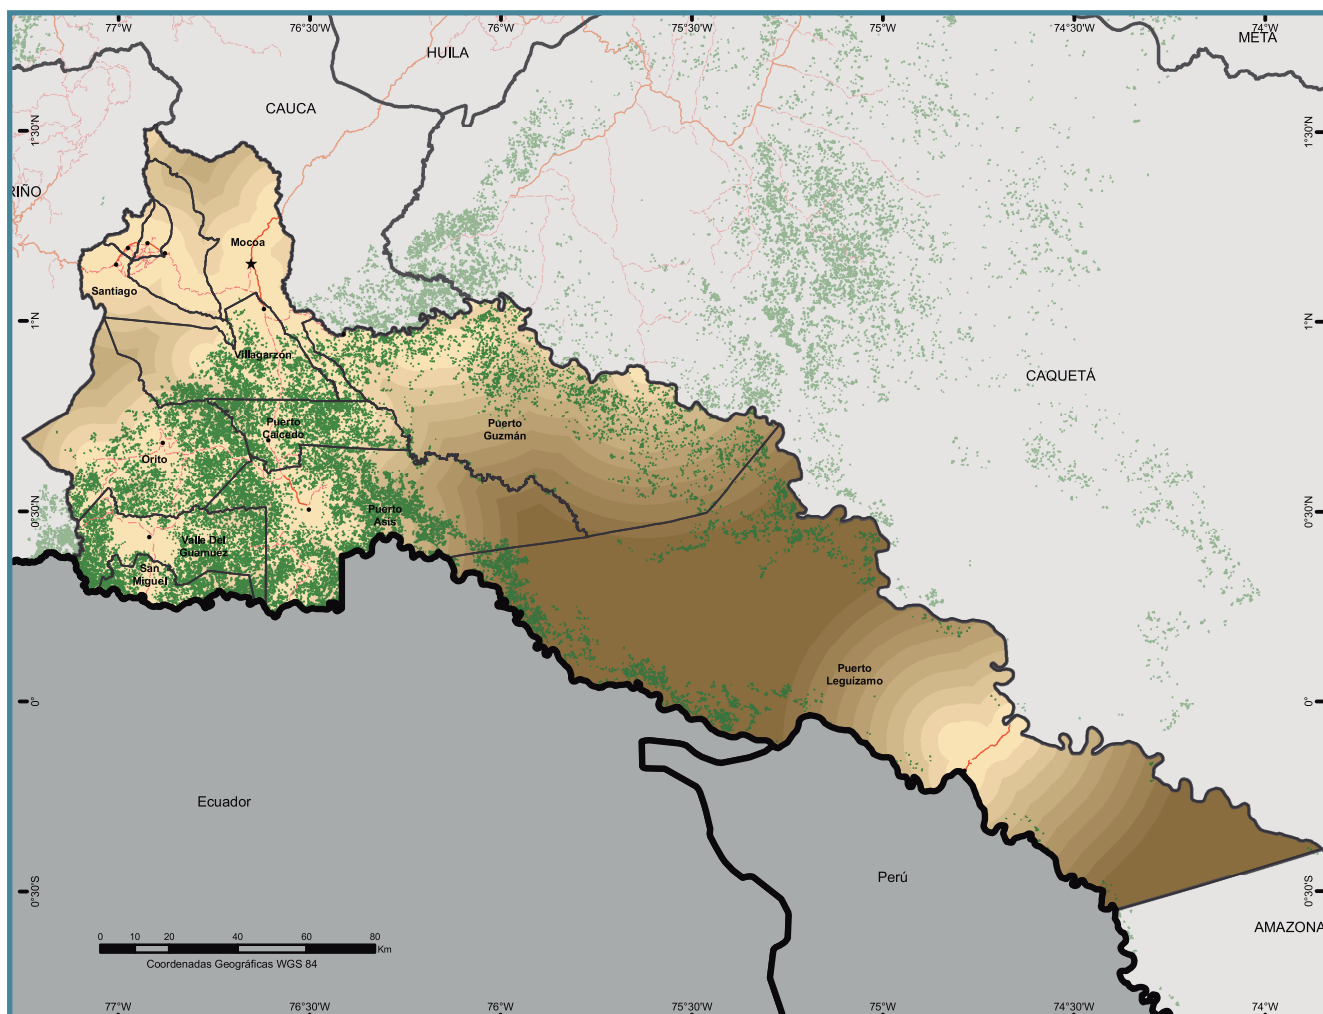 77°W
76°30'W
76°W
75°30'W
75°W
74°30'W
74°W
HUILA
META
CAUCA
1°30'N
1°30'N
RIÑO
Mocoa
Santiago
1°N
1°N
Villagarzón
CAQUETÁ
Puerto
Caicedo
Puerto
Guzmán
Orito
0°30'N
0°30'N
Puerto
Asís
Valle Del
Guamuez
San
Miguel
Puerto
Leguízamo
0°
0°
Ecuador
Perú
0°30'S
0°30'S
AMAZONA
0 10 20 40 60 80
Km
Coordenadas Geográficas WGS 84
77°W
76°30'W
76°W
75°30'W
75°W
74°30'W
74°W